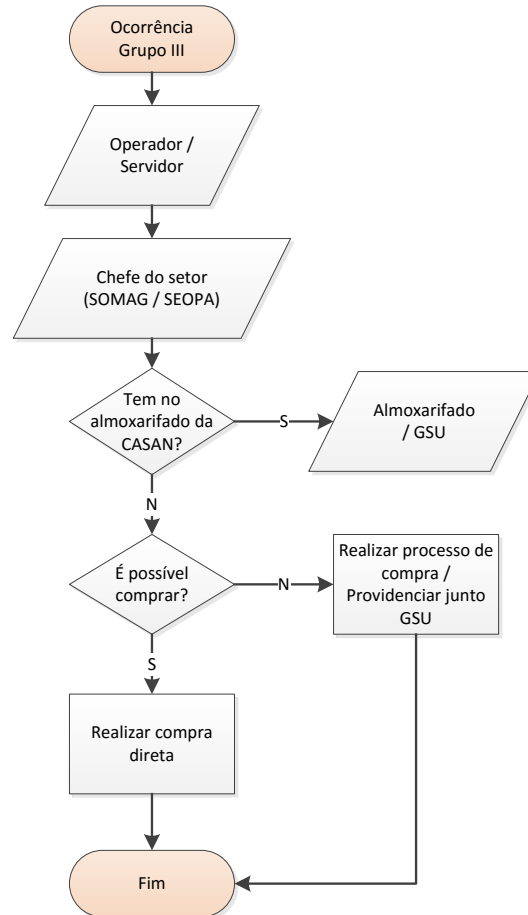 Ocorrência
Grupo III
Operador /
Servidor
Chefe do setor
(SOMAG / SEOPA)
Tem no
almoxarifado da
CASAN?
S
Almoxarifado
/ GSU
N
É possível
comprar?
N
Realizar processo de
compra /
Providenciar junto
GSU
S
Realizar compra
direta
Fim